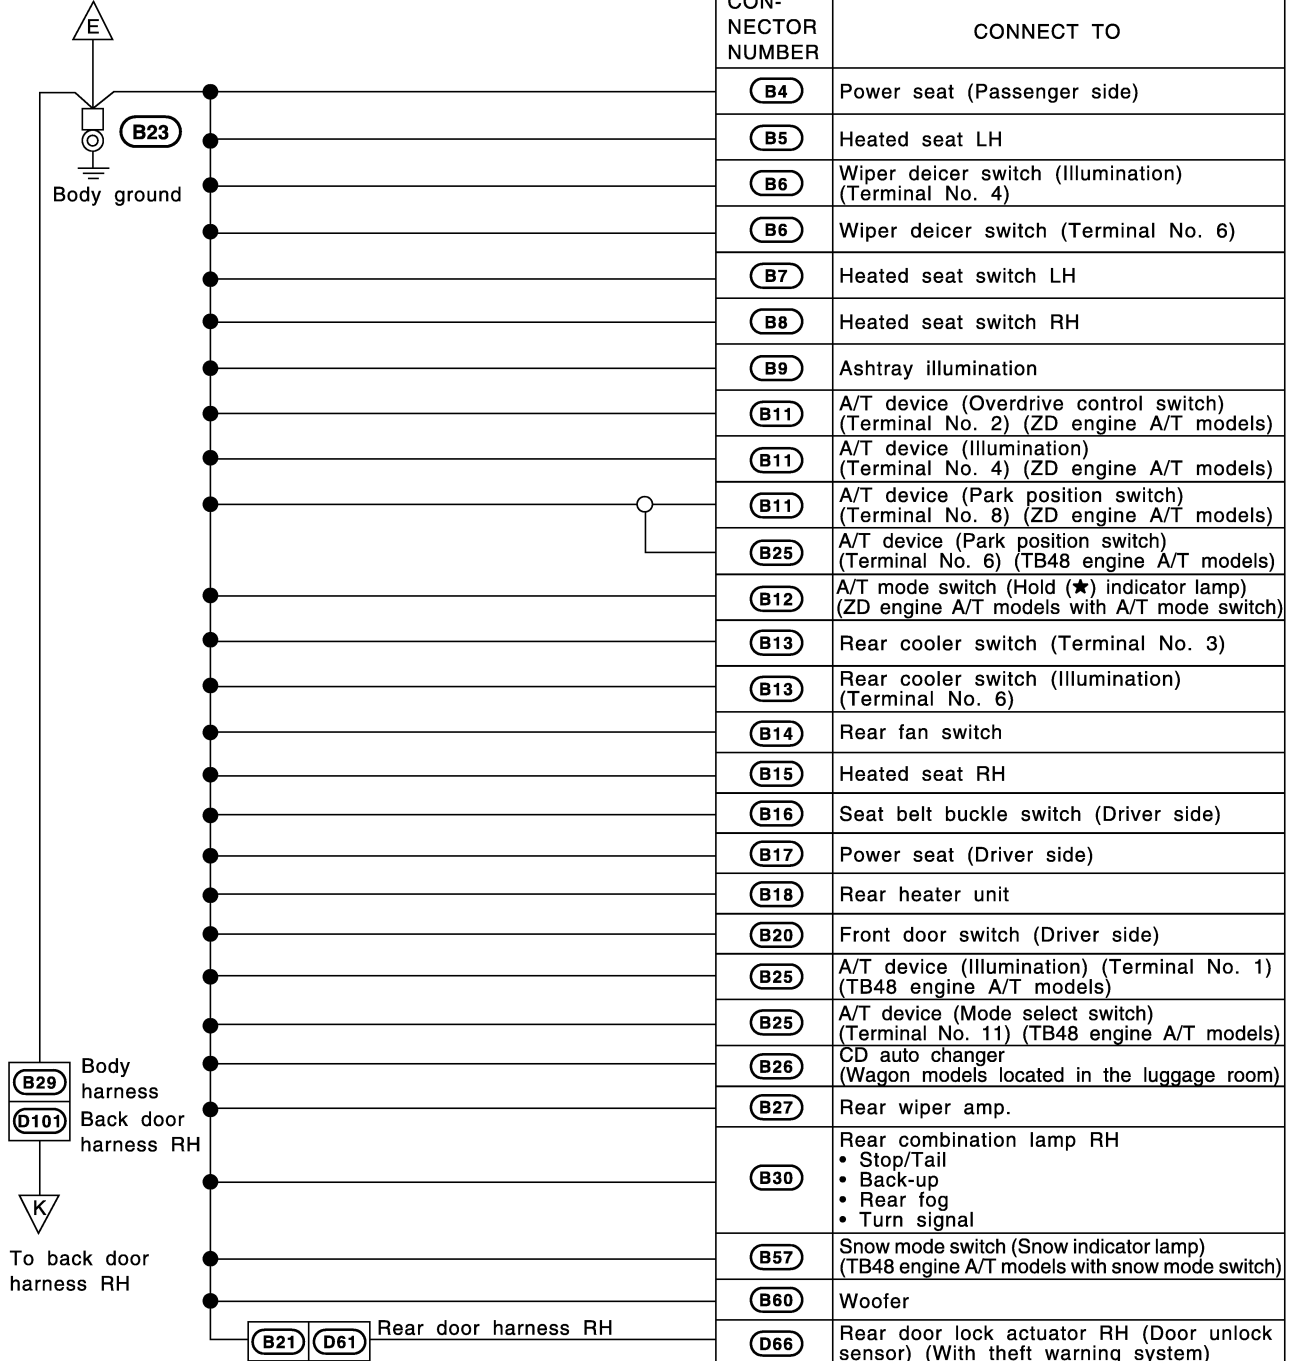 CON-
NECTOR
NUMBER
CONNECT TO
E
B23
Body ground
B4
Power seat (Passenger side)
B5
Heated seat LH
B6
Wiper deicer switch (Illumination)
(Terminal No. 4)
B6
Wiper deicer switch (Terminal No. 6)
B7
Heated seat switch LH
B8
Heated seat switch RH
B9
Ashtray illumination
B11
A/T device (Overdrive control switch)
(Terminal No. 2) (ZD engine A/T models)
B11
A/T device (Illumination)
(Terminal No. 4) (ZD engine A/T models)
B11
A/T device (Park position switch)
(Terminal No. 8) (ZD engine A/T models)
B25
A/T device (Park position switch)
(Terminal No. 6) (TB48 engine A/T models)
B12
A/T mode switch (Hold (★) indicator lamp)
(ZD engine A/T models with A/T mode switch)
B13
Rear cooler switch (Terminal No. 3)
B13
Rear cooler switch (Illumination)
(Terminal No. 6)
B14
Rear fan switch
B15
Heated seat RH
B16
Seat belt buckle switch (Driver side)
B17
Power seat (Driver side)
B18
Rear heater unit
B20
Front door switch (Driver side)
B25
A/T device (Illumination) (Terminal No. 1)
(TB48 engine A/T models)
B25
A/T device (Mode select switch)
(Terminal No. 11) (TB48 engine A/T models)
B26
CD auto changer
(Wagon models located in the luggage room)
B27
Rear wiper amp.
B30
Rear combination lamp RH
• Stop/Tail
• Back-up
• Rear fog
• Turn signal
B57
Snow mode switch (Snow indicator lamp)
(TB48 engine A/T models with snow mode switch)
B60
Woofer
D66
Rear door lock actuator RH (Door unlock
sensor) (With theft warning system)
B29
Body
harness
D101
Back door
harness RH
K
To back door
harness RH
B21
D61
Rear door harness RH